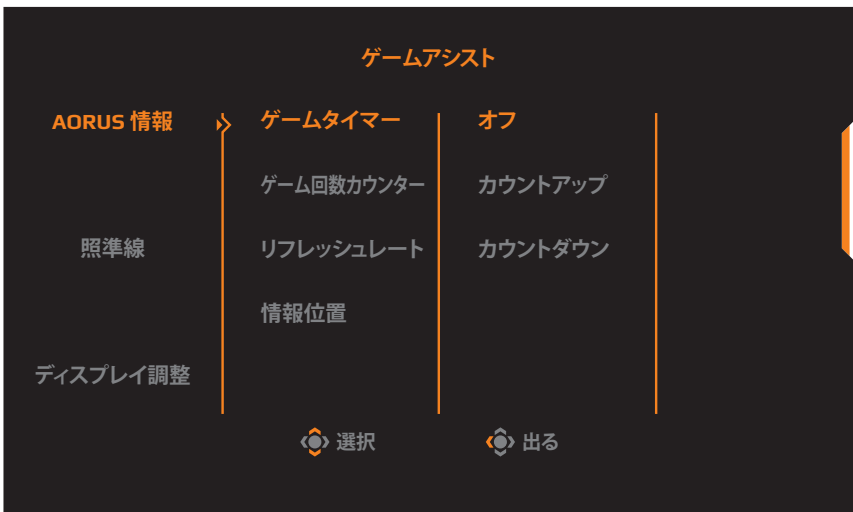 ゲームアシスト
AORUS 情報
ゲームタイマー
オフ
ゲーム回数カウンター
カウントアップ
照準線
リフレッシュレート
カウントダウン
情報位置
ディスプレイ調整
選択
出る